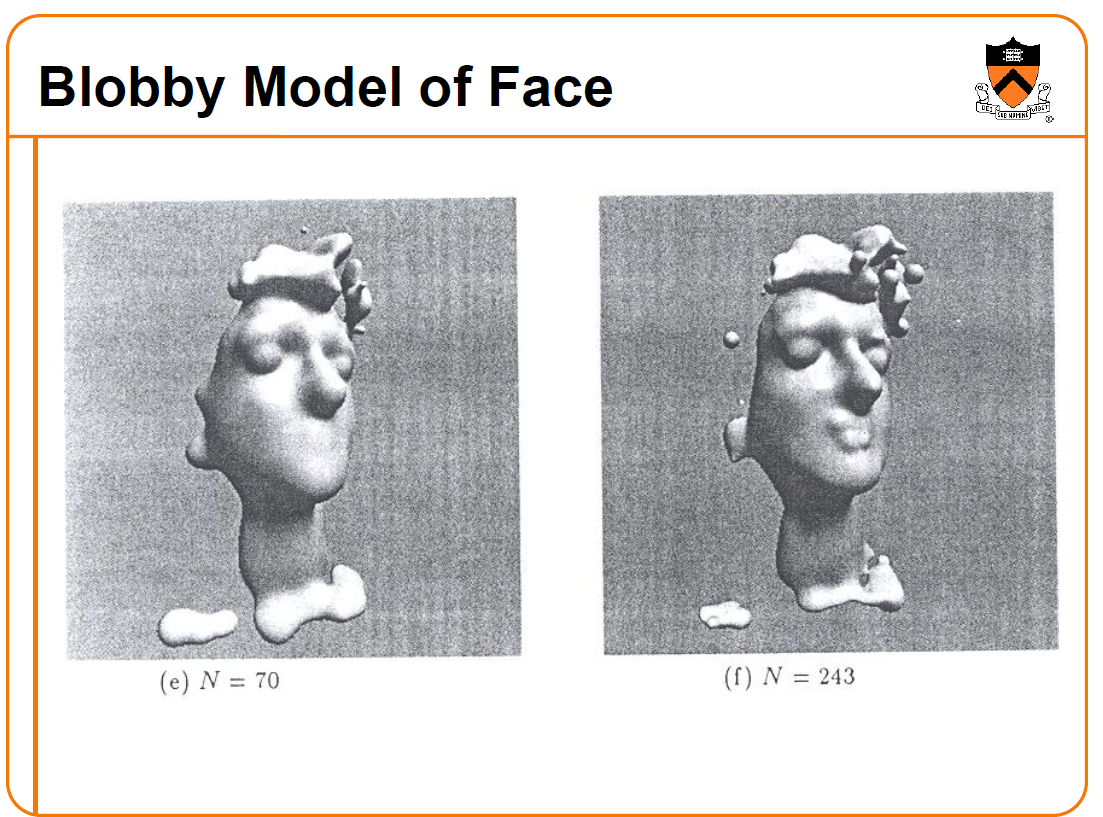 Blobby Model of Face
(e) N = 70
(f) N = 243